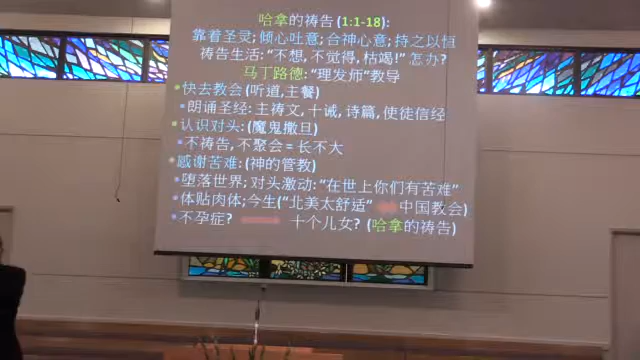 哈拿的祷告 (1:1-18):
靠着圣灵; 倾心吐意; 合神心意; 持之以恒
祷告生活: “不想, 不觉得, 枯竭!” 怎办?
马丁路德: “理发师”教导
快去教会 (听道,主餐)
朗诵圣经: 主祷文, 十诫, 诗篇, 使徒信经
认识对头: (魔鬼撒旦)
不祷告, 不聚会 = 长不大
感谢苦难: (神的管教)
堕落世界; 对头激动: “在世上你们有苦难”
体贴肉体; 今生(“北美太舒适” 中国教会)
不孕症? 十个儿女? (哈拿的祷告)